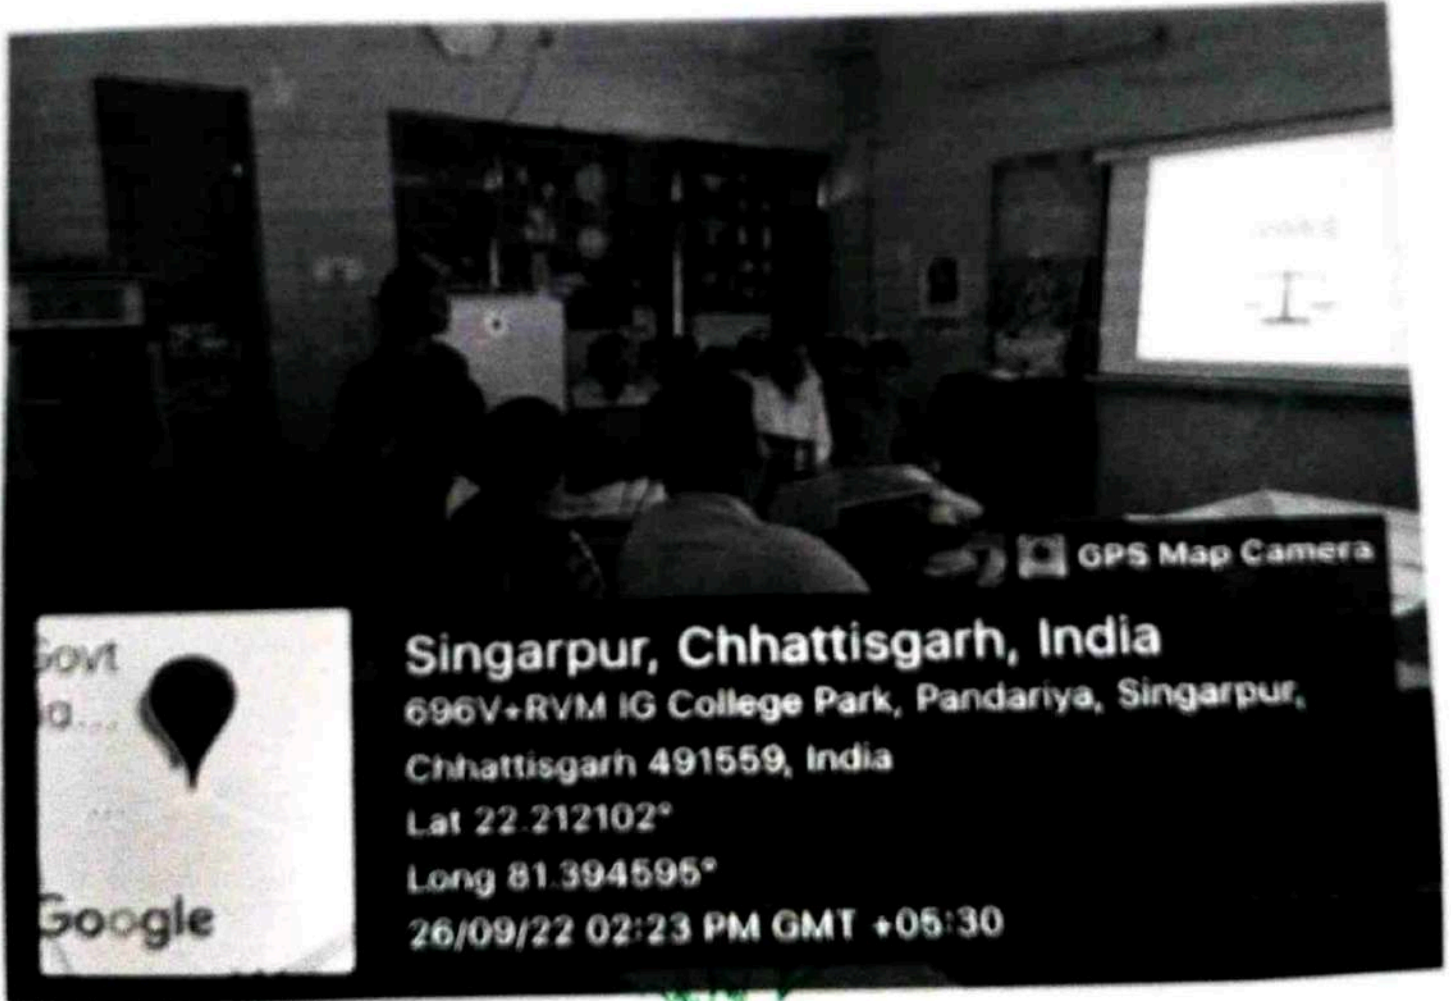 GPS Map Camera
Singarpur, Chhattisgarh, India
696V+RVM IG College Park, Pandariya, Singarpur,
Chhattisgarh 491559, India
Lat 22.212102°
Long 81.394595°
26/09/22 02:23 PM GMT +05:30
Govt
a...
Google